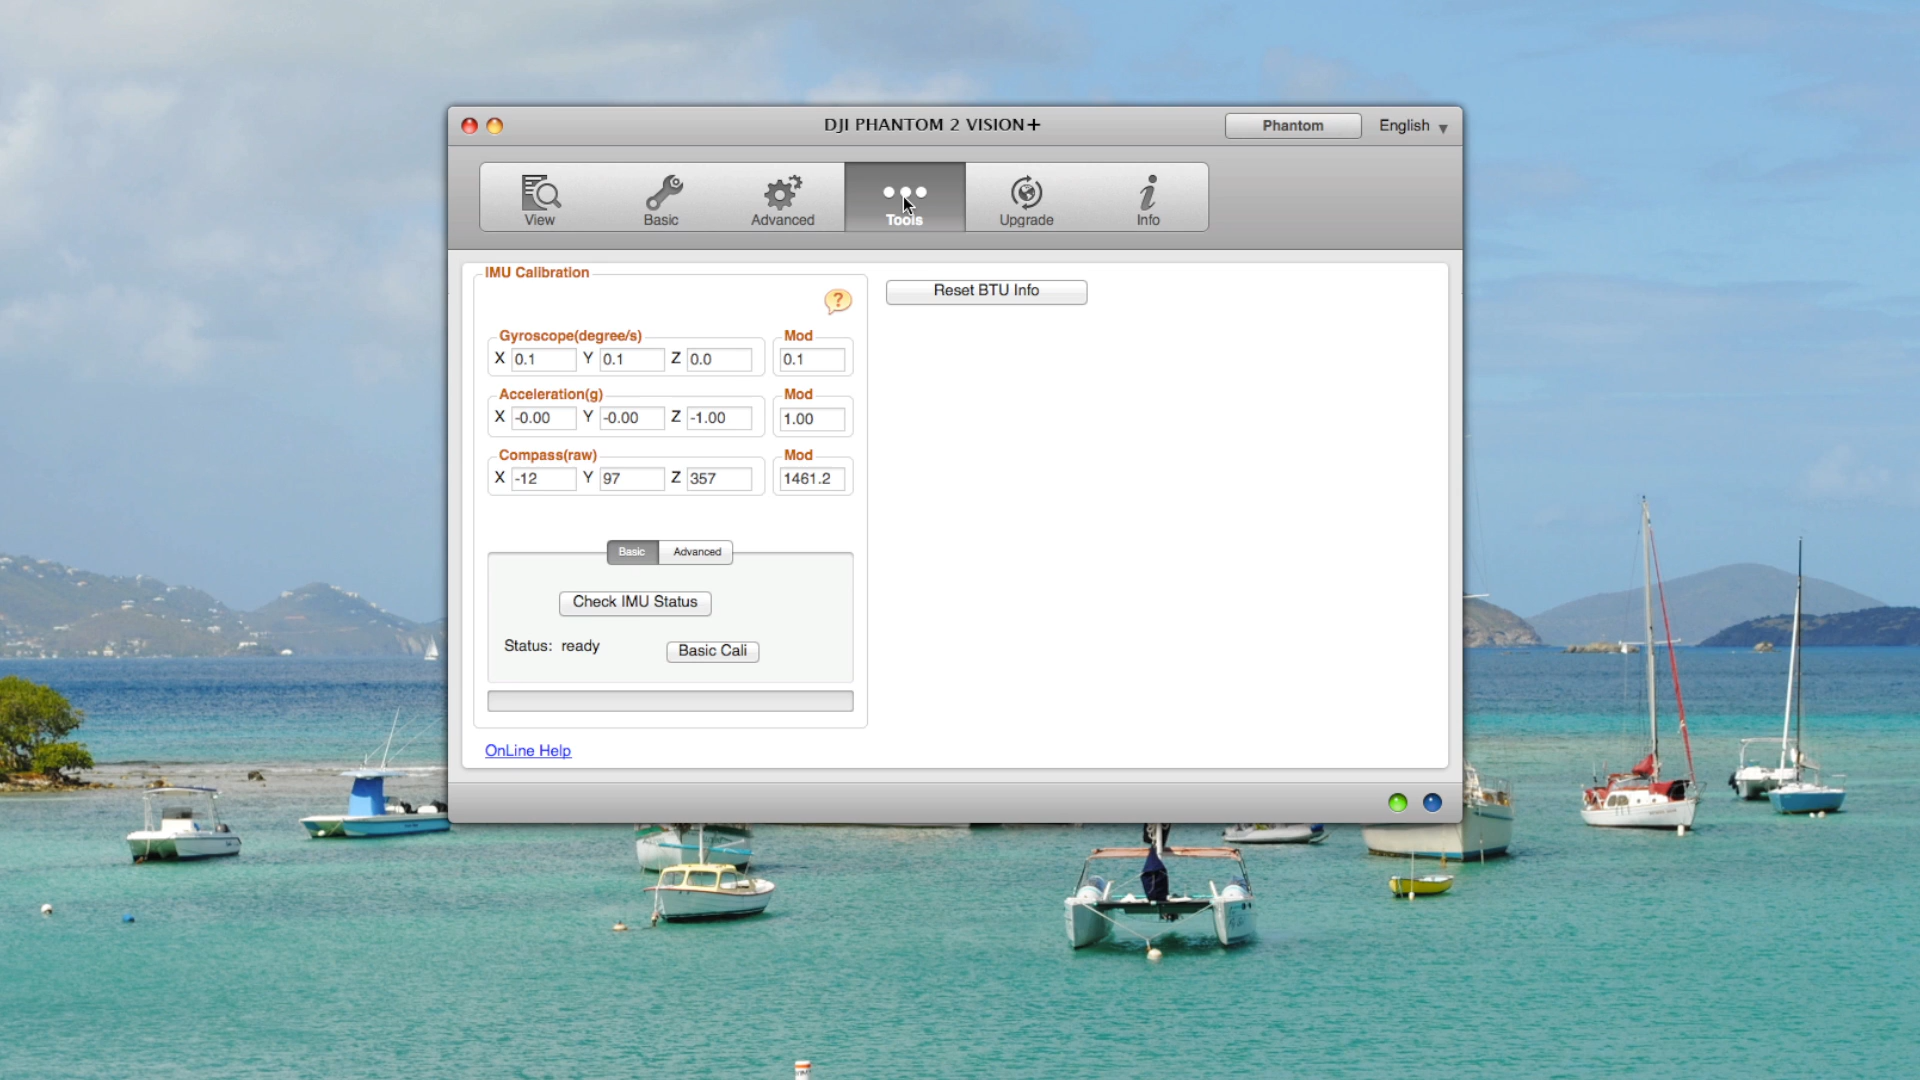 DJI PHANTOM 2 VISION+
Phantom
English
View
Basic
Advanced
Tools
Upgrade
Info
IMU Calibration
?
Reset BTU Info
Gyroscope(degree/s)
Mod
X 0.1 Y 0.1 Z 0.0
0.1
Acceleration(g)
Mod
X -0.00 Y -0.00 Z -1.00
1.00
Compass(raw)
Mod
X -12 Y 97 Z 357
1461.2
Basic
Advanced
Check IMU Status
Status: ready
Basic Cali
OnLine Help